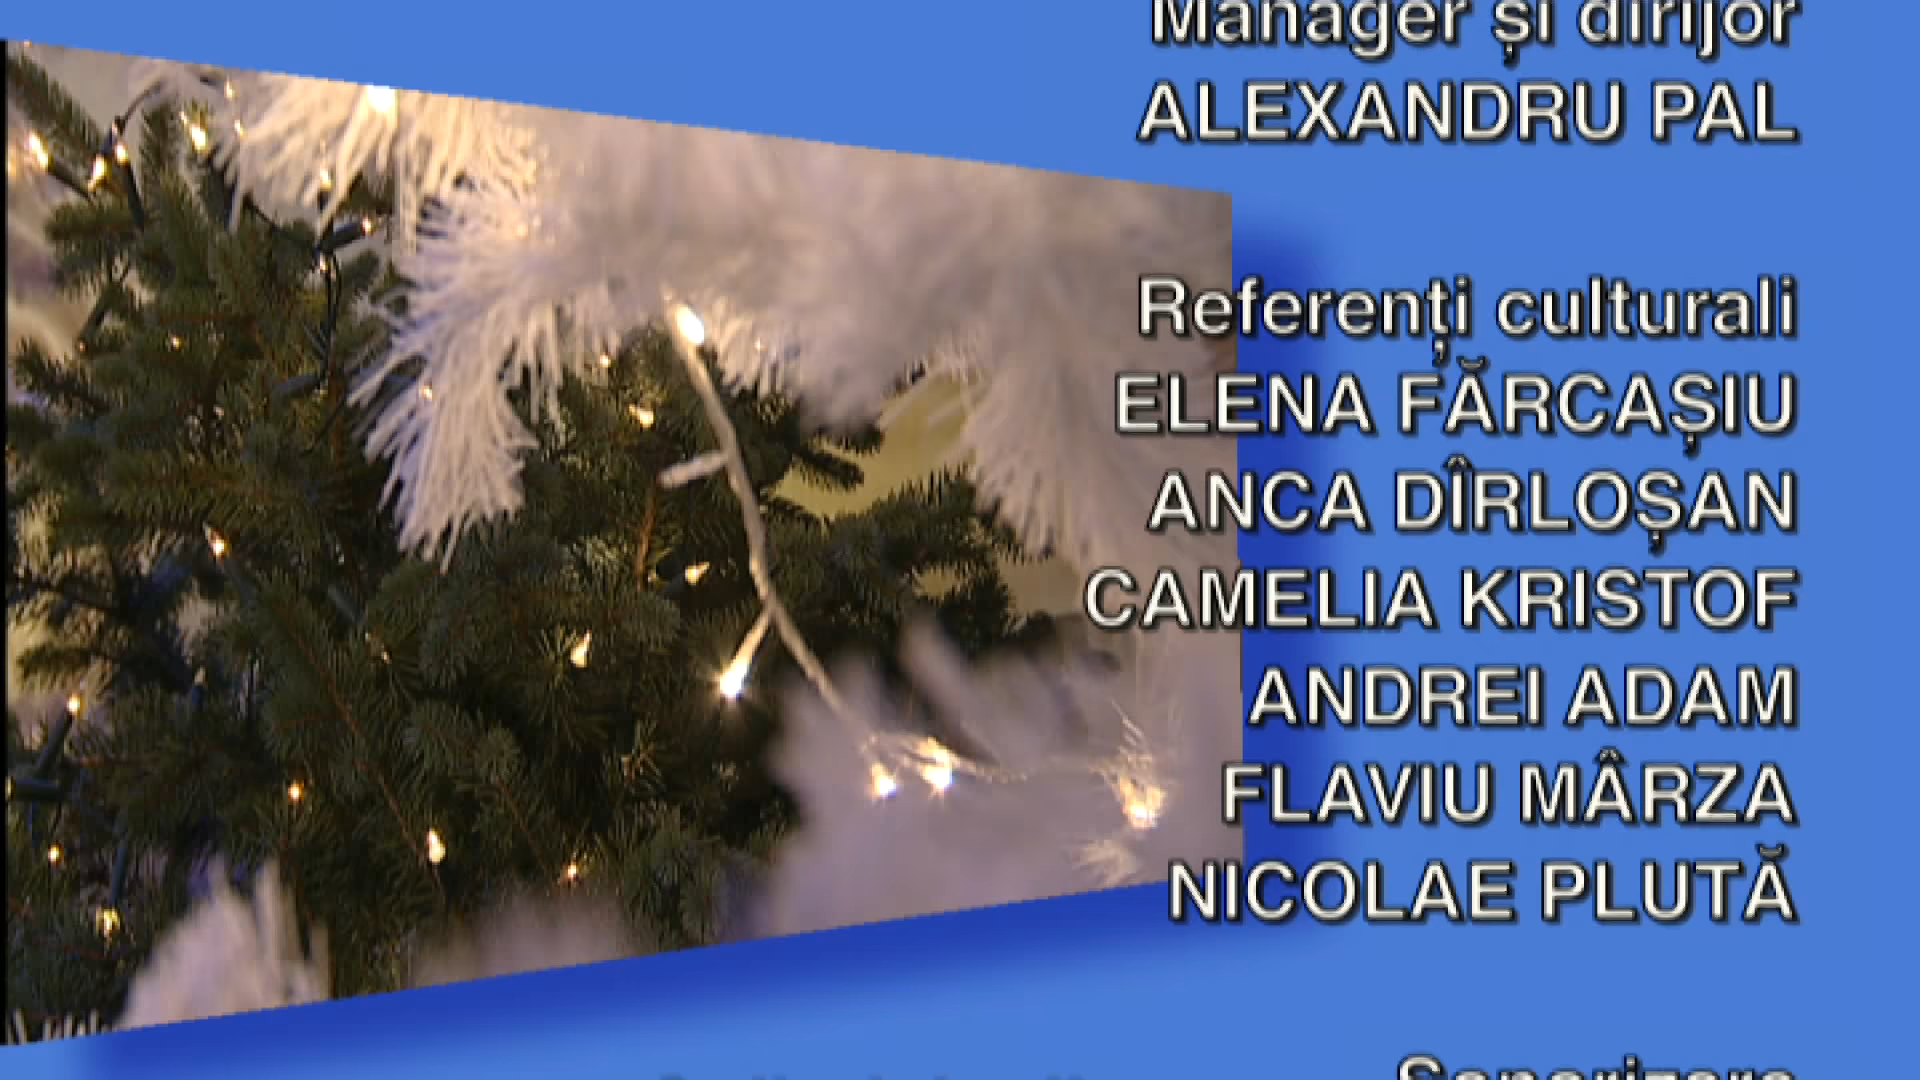 Manager și dirijor
ALEXANDRU PAL
Referenți culturali
ELENA FĂRCAȘIU
ANCA DÎRLOȘAN
CAMELIA KRISTOF
ANDREI ADAM
FLAVIU MÂRZA
NICOLAE PLUTĂ
Sonorizare